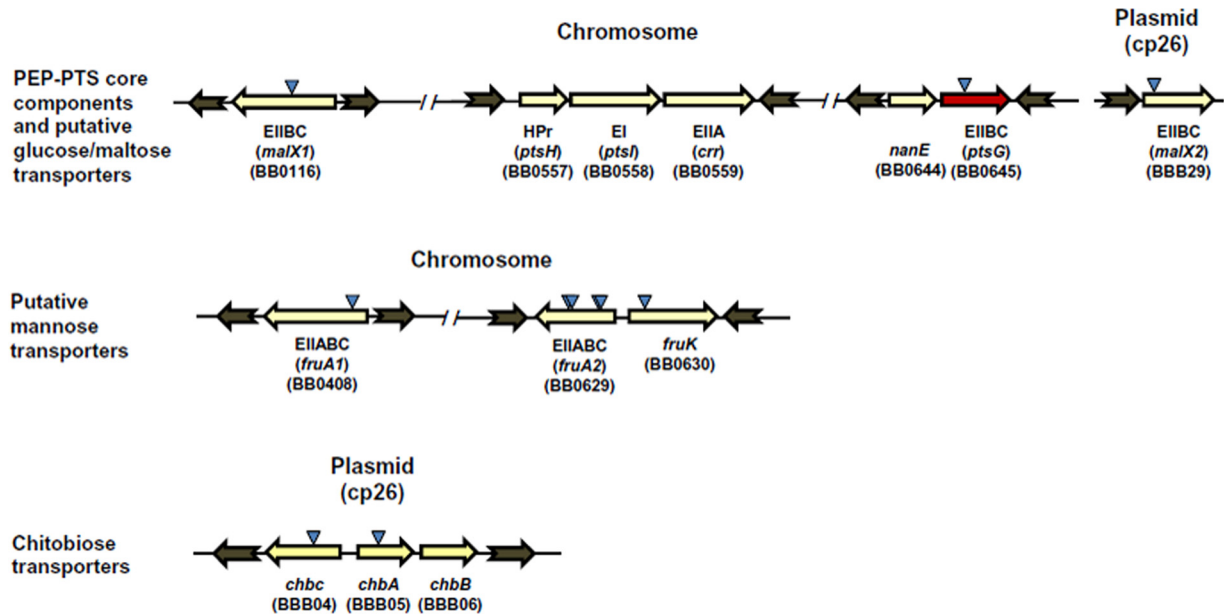 Chromosome
Plasmid
(cp26)
PEP-PTS core
components
and putative
glucose/maltose
transporters
//
//
EIIBC
(malX1)
(BB0116)
HPr
(ptsH)
(BB0557)
EI
(ptsI)
(BB0558)
EIIA
(crr)
(BB0559)
nanE
(BB0644)
EIIBC
(ptsG)
(BB0645)
EIIBC
(malX2)
(BBB29)
Chromosome
Putative
mannose
transporters
//
EIIABC
(fruA1)
(BB0408)
EIIABC
(fruA2)
(BB0629)
fruK
(BB0630)
Plasmid
(cp26)
Chitobiose
transporters
chbc
(BBB04)
chbA
(BBB05)
chbB
(BBB06)